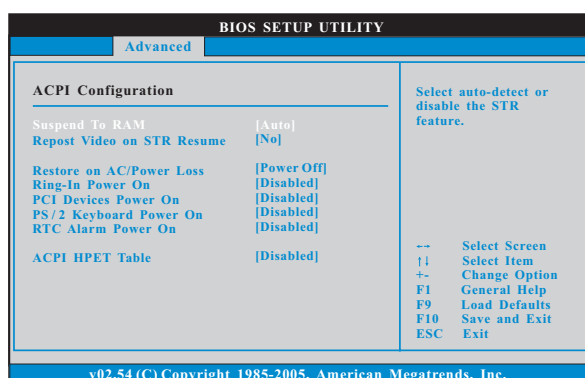 BIOS SETUP UTILITY
Advanced
ACPI Configuration
Suspend To RAM [Auto]
Repost Video on STR Resume [No]
Restore on AC/Power Loss [Power Off]
Ring-In Power On [Disabled]
PCI Devices Power On [Disabled]
PS/2 Keyboard Power On [Disabled]
RTC Alarm Power On [Disabled]
ACPI HPET Table [Disabled]
Select auto-detect or
disable the STR
feature.
←→ Select Screen
↑↓ Select Item
+- Change Option
F1 General Help
F9 Load Defaults
F10 Save and Exit
ESC Exit
v02.54 (C) Copyright 1985-2005, American Megatrends, Inc.